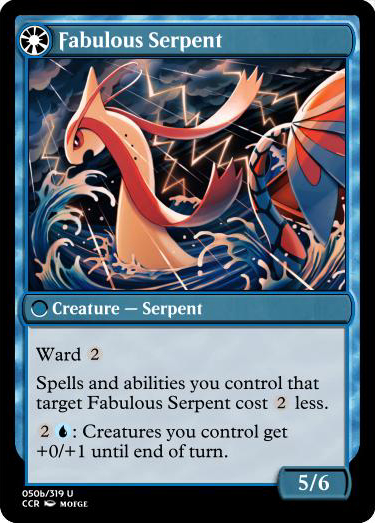 Fabulous Serpent
Creature — Serpent
Ward 2
Spells and abilities you control that
target Fabulous Serpent cost 2 less.
2 : Creatures you control get
+0/+1 until end of turn.
5/6
050b/319 U
CCR MOFGE